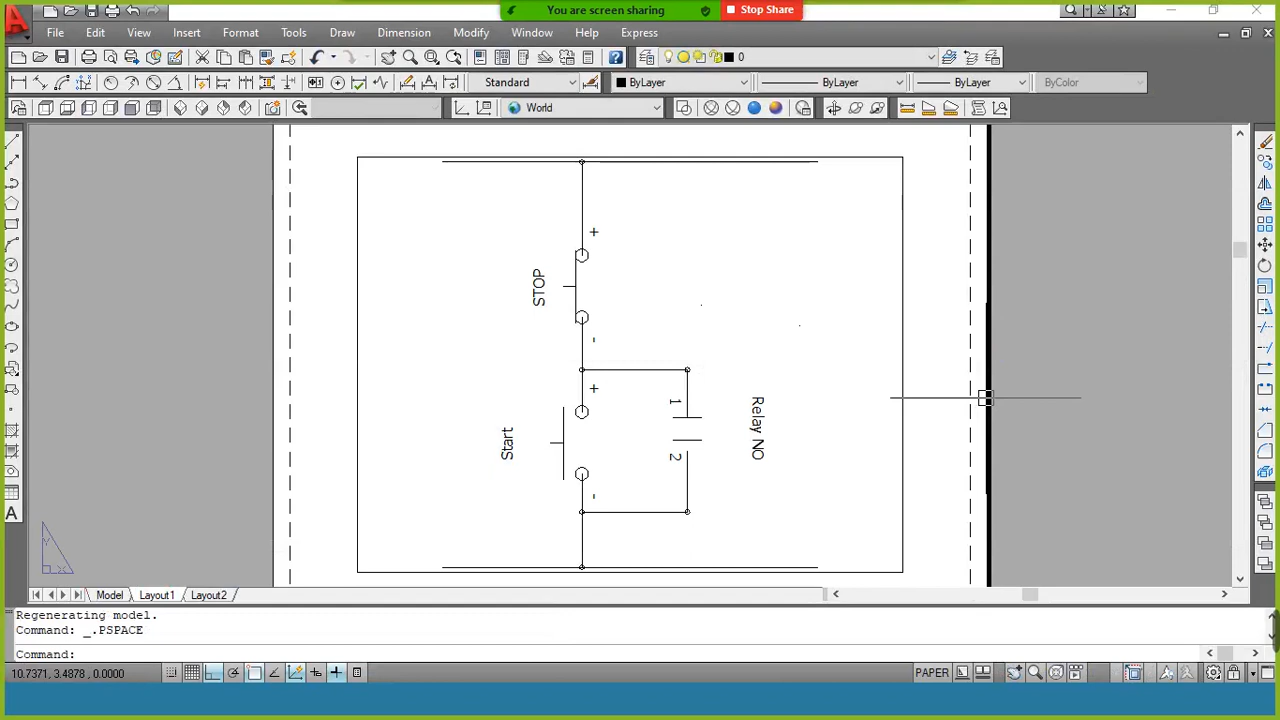 You are screen sharing
Stop Share
File Edit View Insert Format Tools Draw Dimension Modify Window Help Express
0
Standard ByLayer ByLayer ByLayer ByColor
World
+
STOP
-
+
1
Relay NO
Start
2
-
Y
X
Model Layout1 Layout2
Regenerating model.
Command: _.PSPACE
Command:
10.7371, 3.4878 , 0.0000
PAPER
A